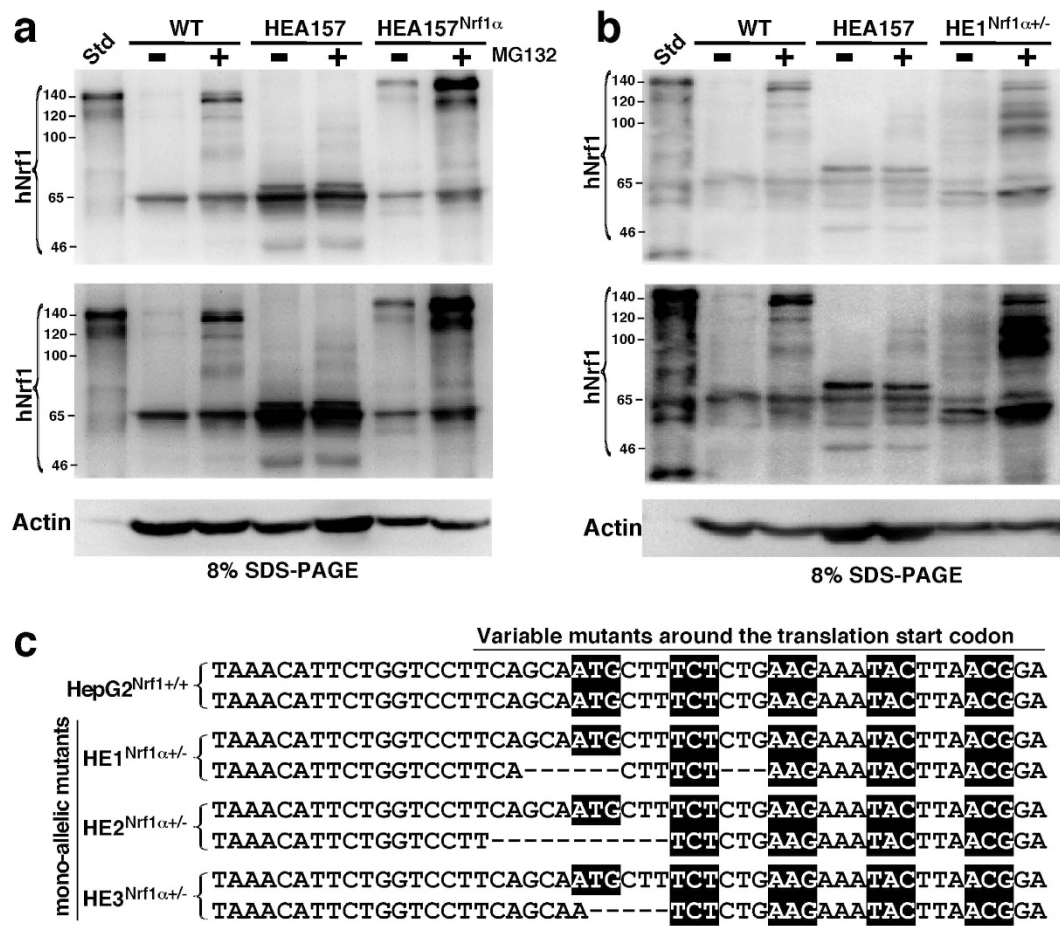 a
Std
WT
HEA157
HEA157Nrf1α
- + - + - + MG132
hNrf1
140
120
100
65
46
hNrf1
140
120
100
65
46
Actin
8% SDS-PAGE
b
Std
WT
HEA157
HE1Nrf1α+/-
- + - + - +
hNrf1
140
120
100
65
46
hNrf1
140
120
100
65
46
Actin
8% SDS-PAGE
c
Variable mutants around the translation start codon
HepG2Nrf1+/+
TAAACATTCTGGTCCTTCAGCAATGCTTTCTCTGAAGAAATACTTAACGGA
TAAACATTCTGGTCCTTCAGCAATGCTTTCTCTGAAGAAATACTTAACGGA
mono-allelic mutants
HE1Nrf1α+/-
TAAACATTCTGGTCCTTCAGCAATGCTTTCTCTGAAGAAATACTTAACGGA
TAAACATTCTGGTCCTTCA------CTTTCT---AAGAAATACTTAACGGA
HE2Nrf1α+/-
TAAACATTCTGGTCCTTCAGCAATGCTTTCTCTGAAGAAATACTTAACGGA
TAAACATTCTGGTCCTT-----------TCTCTGAAGAAATACTTAACGGA
HE3Nrf1α+/-
TAAACATTCTGGTCCTTCAGCAATGCTTTCTCTGAAGAAATACTTAACGGA
TAAACATTCTGGTCCTTCAGCAA-----TCTCTGAAGAAATACTTAACGGA